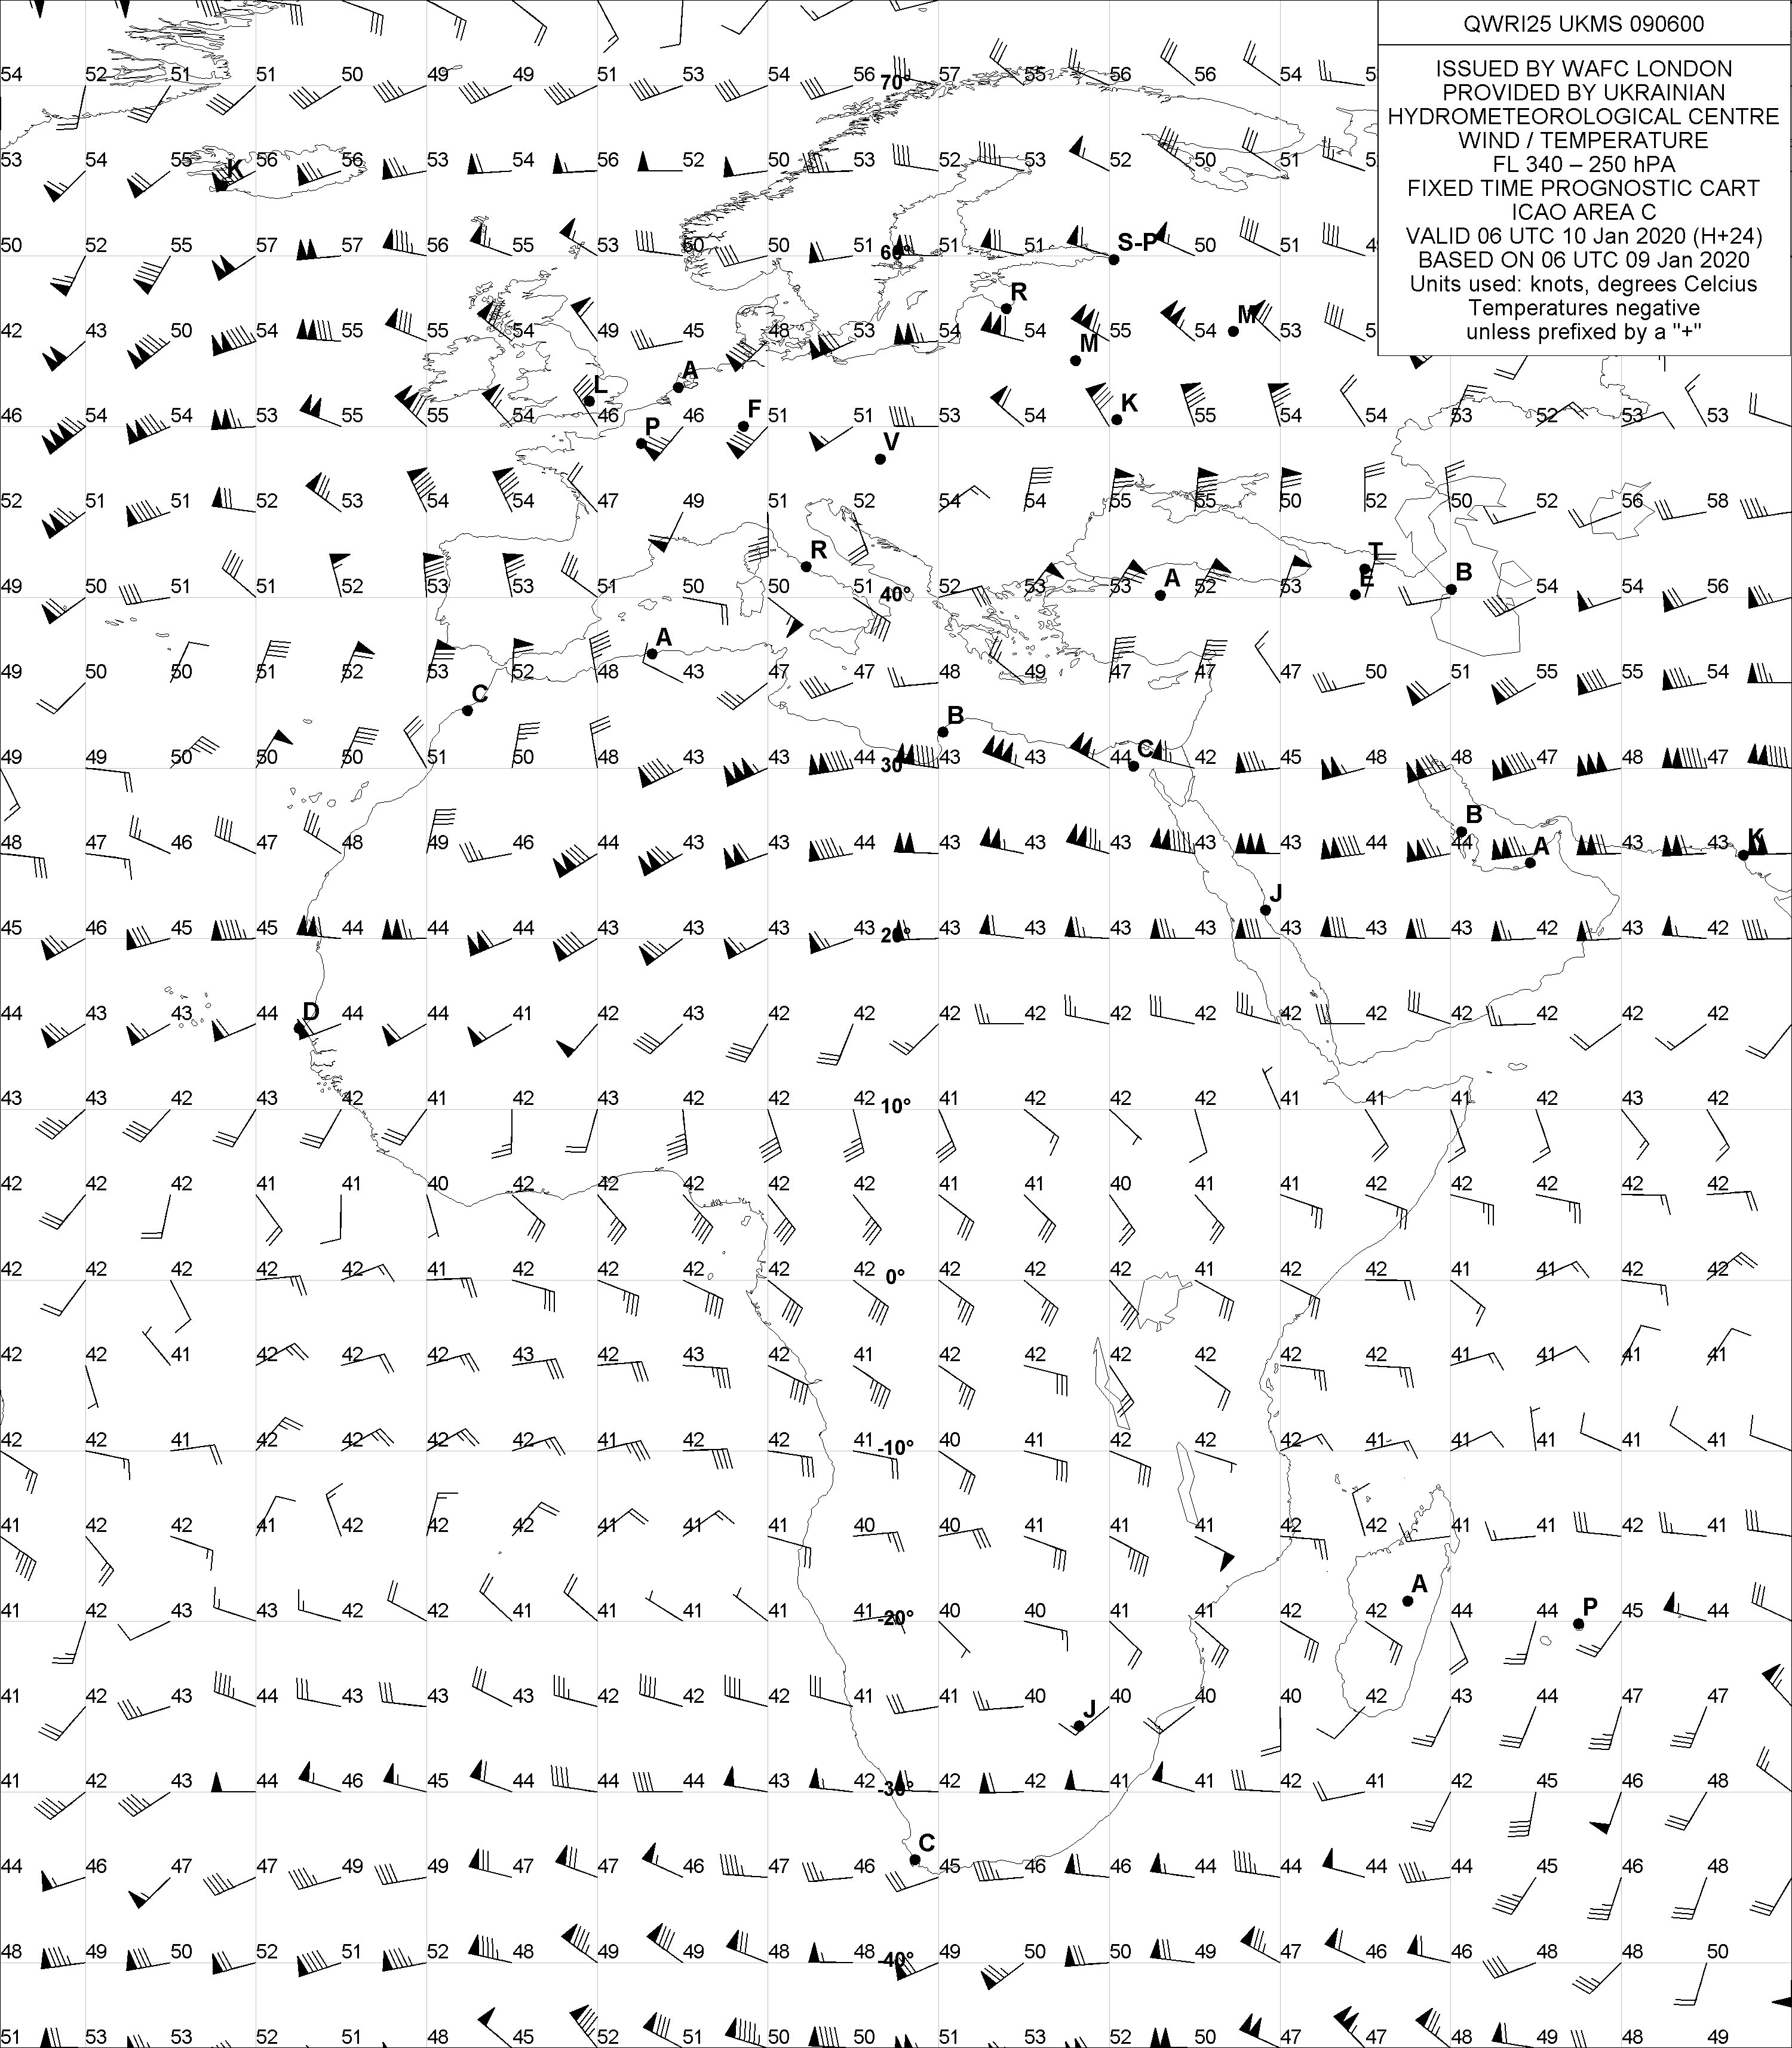 QWRI25 UKMS 090600
ISSUED BY WAFC LONDON
PROVIDED BY UKRAINIAN
HYDROMETEOROLOGICAL CENTRE
WIND / TEMPERATURE
FL 340 – 250 hPA
FIXED TIME PROGNOSTIC CART
ICAO AREA C
VALID 06 UTC 10 Jan 2020 (H+24)
BASED ON 06 UTC 09 Jan 2020
Units used: knots, degrees Celcius
Temperatures negative
unless prefixed by a "+"
54 52 51 51 50 49 49 51 53 54 56 70° 57 55 56 56 54 5
53 54 55 K 56 56 53 54 56 52 50 53 52 53 52 50 51 5
50 52 55 57 57 56 55 53 50 50 51 60° 51 51 S-P 50 51 4
R
42 43 50 54 55 55 54 49 45 48 53 54 54 55 54 M 53 5
M
A
L
K
46 54 54 53 55 55 54 46 P 46 F 51 51 53 54 55 54 54 53 52 53 53
V
52 51 51 52 53 54 54 47 49 51 52 54 54 55 55 50 52 50 52 56 58
R T
49 50 51 51 52 53 53 51 50 50 51 40° 52 53 53 A 52 53 E B 54 54 56
A
49 50 50 51 52 53 52 48 43 47 47 48 49 47 47 47 50 51 55 55 54
C
B
49 49 50 50 50 51 50 48 43 43 44 30° 43 43 44 C 42 45 48 48 47 48 47
B
48 47 46 47 48 49 46 44 43 43 44 43 43 43 43 43 44 44 A 43 43 K
J
45 46 45 45 44 44 44 43 43 43 43 20° 43 43 43 43 43 43 43 42 43 42
D
44 43 43 44 44 44 41 42 43 42 42 42 42 42 42 42 42 42 42 42 42
43 43 42 43 42 41 42 43 42 42 42 10° 41 42 42 42 41 41 41 42 43 42
42 42 42 41 41 40 42 42 42 42 42 41 41 40 41 41 42 42 42 42 42
42 42 42 42 42 41 42 42 42 42 42 0° 42 42 42 41 42 42 41 41 42 42
42 42 41 42 42 42 43 42 43 42 41 42 42 42 42 42 42 41 41 41 41
42 42 41 42 42 42 42 41 42 42 41 -10° 40 41 42 42 42 41 41 41 41 41
41 42 42 41 42 42 42 41 41 41 40 40 41 41 41 42 42 41 41 42 41
A
P
41 42 43 43 42 42 41 41 41 41 41 -20° 40 40 41 41 42 42 44 44 45 44
41 42 43 44 43 43 43 42 42 42 41 41 40 J 40 40 40 42 43 44 47 47
41 42 43 44 46 45 44 44 44 43 42 -30° 42 42 41 41 42 41 42 45 46 48
C
44 46 47 47 49 49 47 47 46 47 46 45 46 46 44 44 44 44 45 46 48
48 49 50 52 51 52 48 49 49 48 48 -40° 49 50 50 49 47 46 46 48 48 50
51 53 53 52 51 48 45 52 51 50 50 51 53 52 50 47 47 48 49 48 49